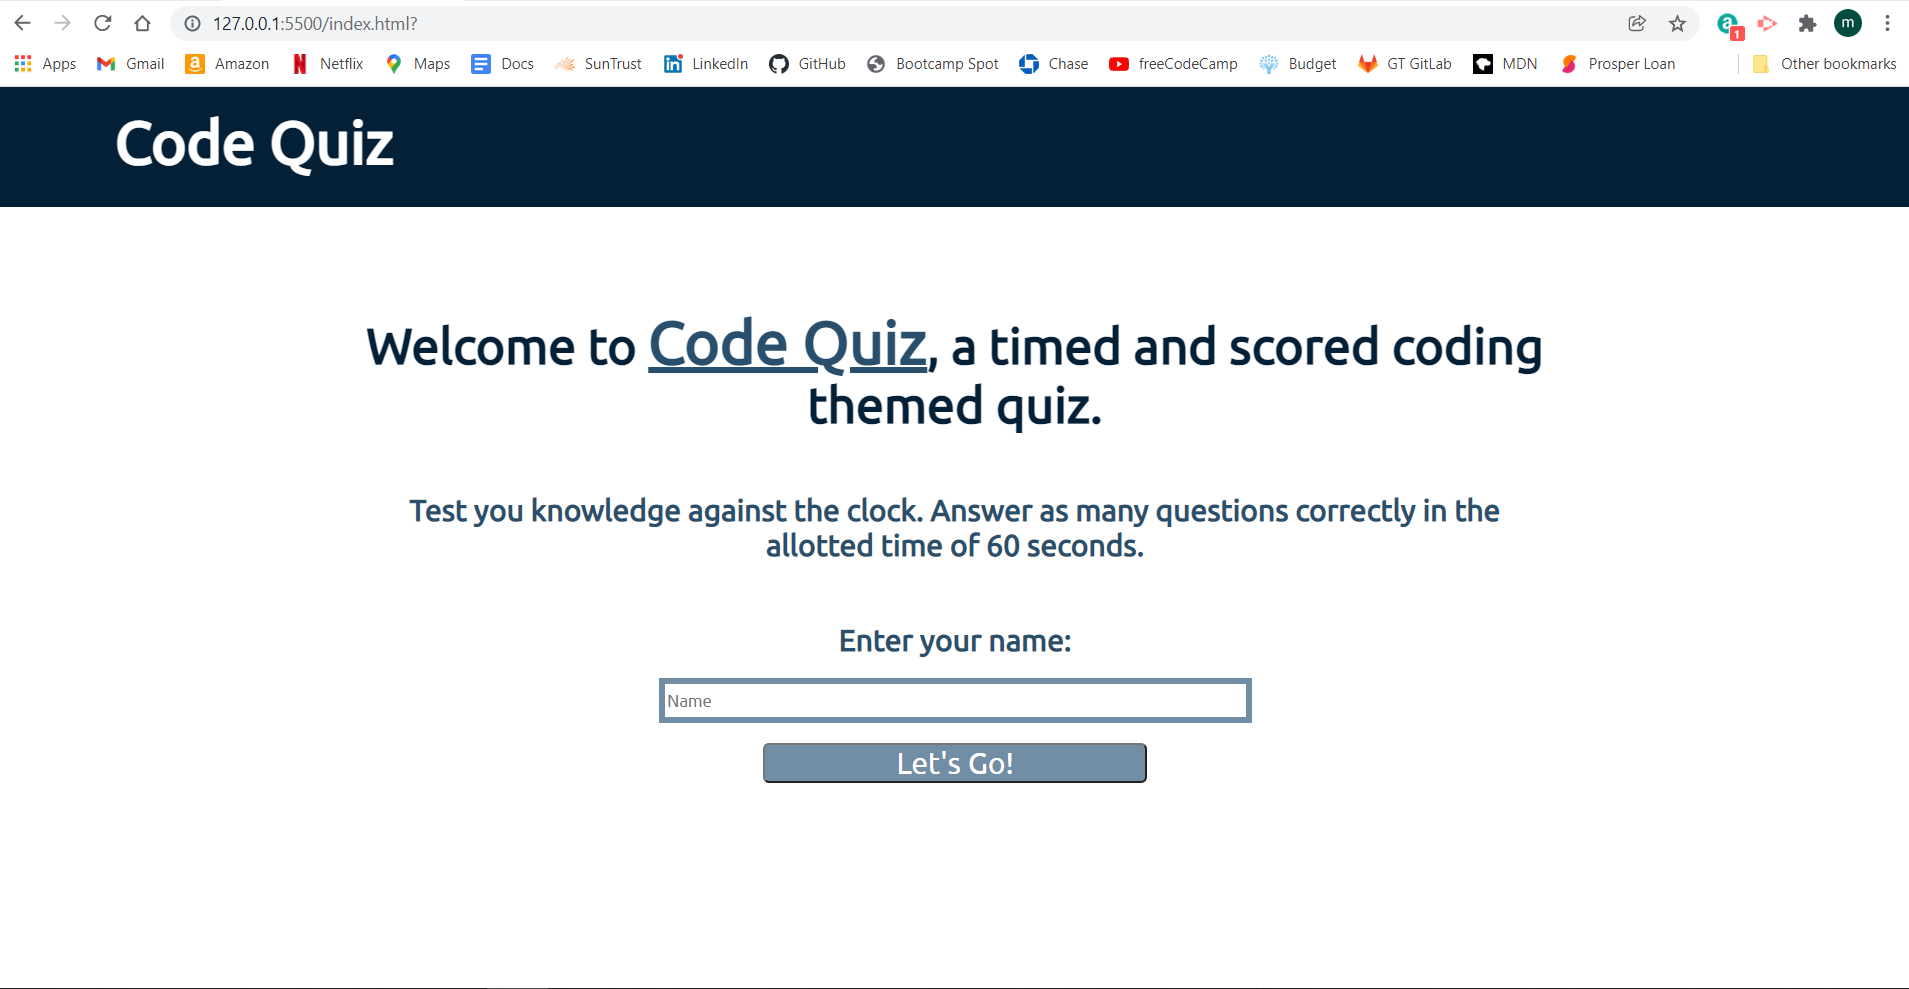 127.0.0.1:5500/index.html?
a 1 m
Apps Gmail a Amazon Netflix Maps Docs SunTrust in LinkedIn GitHub Bootcamp Spot Chase freeCodeCamp Budget GT GitLab MDN Prosper Loan Other bookmarks
Code Quiz
Welcome to Code Quiz, a timed and scored coding
themed quiz.
Test you knowledge against the clock. Answer as many questions correctly in the
allotted time of 60 seconds.
Enter your name:
Name
Let's Go!